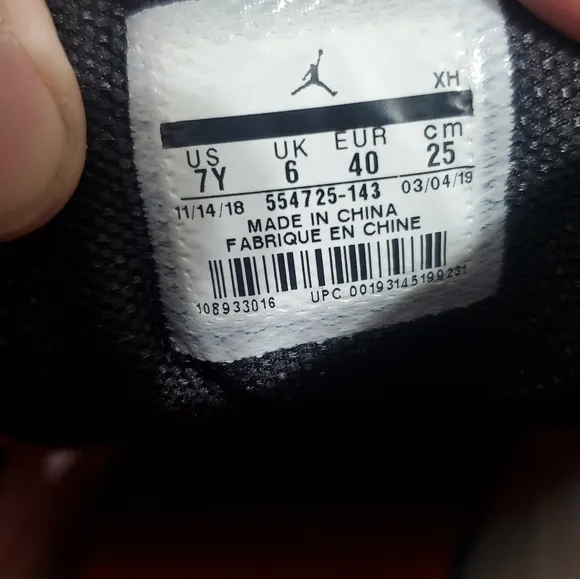 XH
US UK EUR cm
7Y 6 40 25
11/14/18 554725-143 03/04/19
MADE IN CHINA
FABRIQUE EN CHINE
108933016 UPC 00193145199231